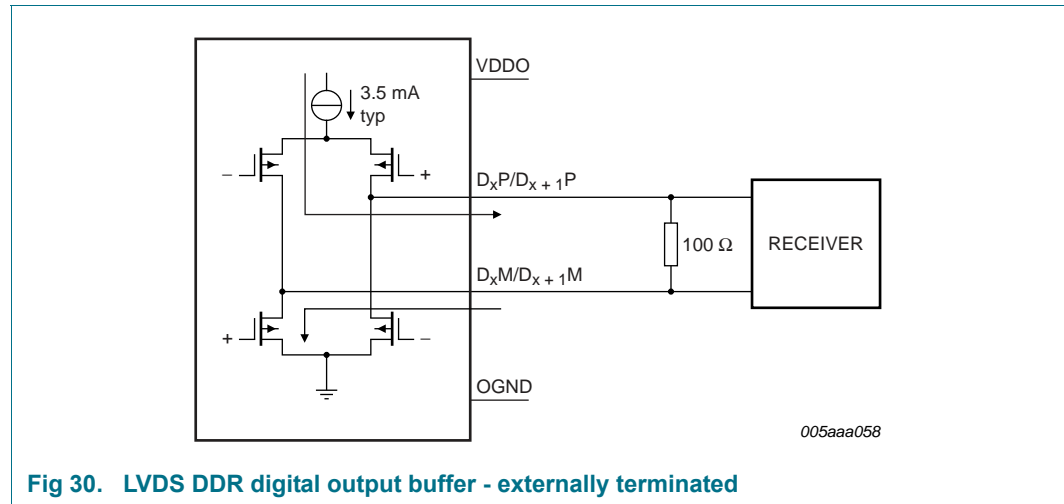 VDDO
3.5 mA
typ
− +
DxP/Dx + 1P
100 Ω
RECEIVER
DxM/Dx + 1M
+ −
OGND
005aaa058
Fig 30. LVDS DDR digital output buffer - externally terminated